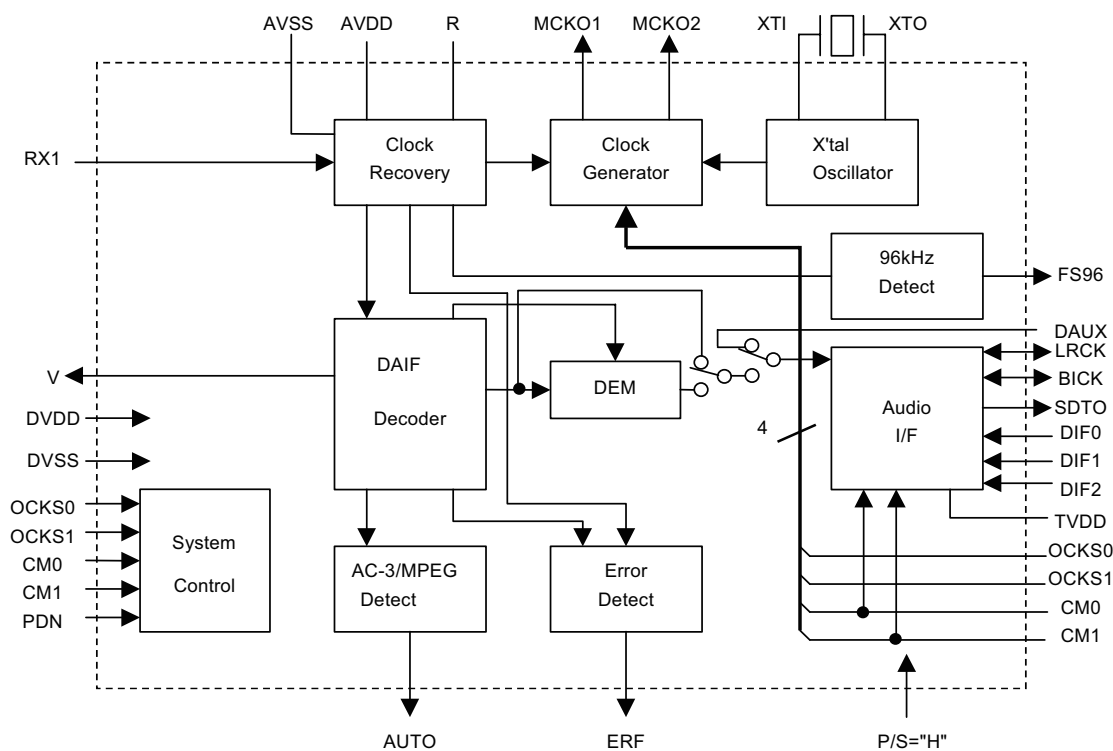 AVSS AVDD R MCKO1 MCKO2 XTI XTO
RX1
Clock
Recovery
Clock
Generator
X'tal
Oscillator
96kHz
Detect
FS96
DAIF
Decoder
DEM
V
DVDD
DVSS
DAUX
LRCK
BICK
SDTO
DIF0
DIF1
DIF2
TVDD
Audio
I/F
4
OCKS0
OCKS1
CM0
CM1
PDN
System
Control
AC-3/MPEG
Detect
Error
Detect
OCKS0
OCKS1
CM0
CM1
AUTO
ERF
P/S="H"